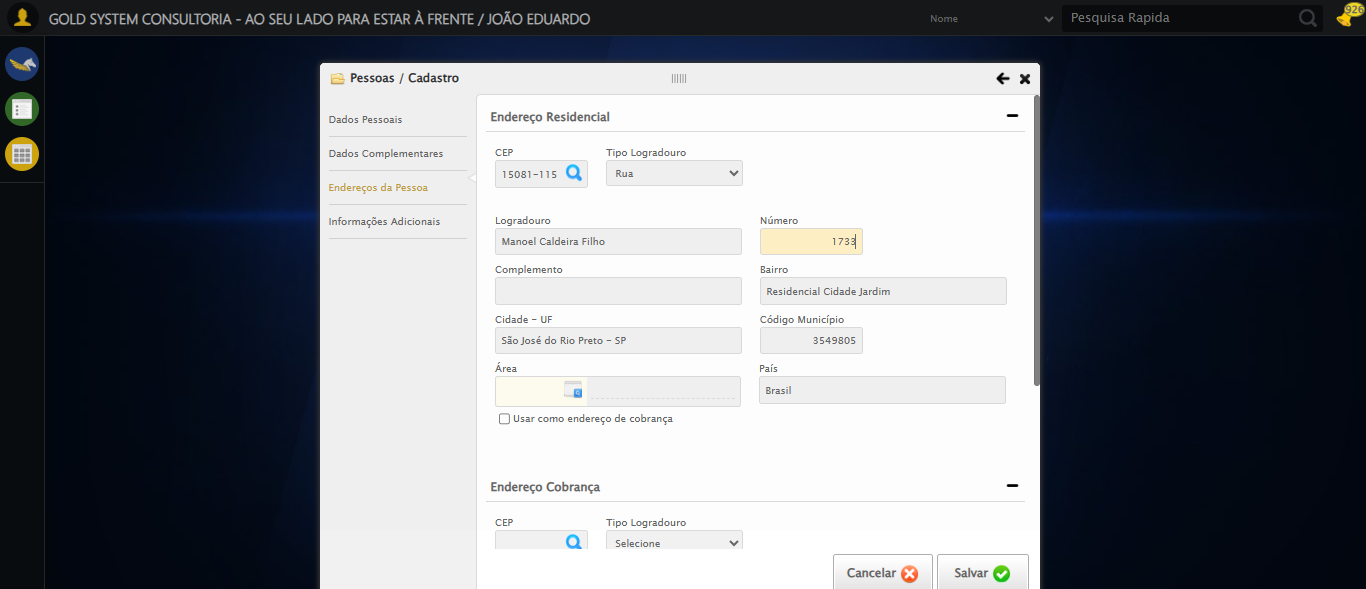 GOLD SYSTEM CONSULTORIA - AO SEU LADO PARA ESTAR À FRENTE / JOÃO EDUARDO
Nome
Pesquisa Rapida
926
Pessoas / Cadastro
Dados Pessoais
Dados Complementares
Endereços da Pessoa
Informações Adicionais
Endereço Residencial
CEP
Tipo Logradouro
15081-115
Rua
Logradouro
Número
Manoel Caldeira Filho
1733
Complemento
Bairro
Residencial Cidade Jardim
Cidade - UF
Código Município
São José do Rio Preto - SP
3549805
Área
País
Brasil
Usar como endereço de cobrança
Endereço Cobrança
CEP
Tipo Logradouro
Selecione
Cancelar
Salvar